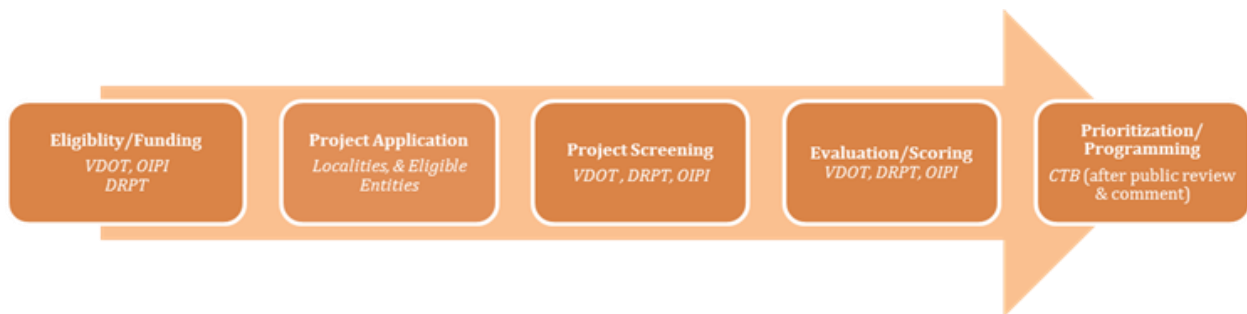 Eligiblity/Funding
VDOT, OIPI
DRPT
Project Application
Localities, & Eligible
Entities
Project Screening
VDOT , DRPT, OIPI
Evaluation/Scoring
VDOT, DRPT, OIPI
Prioritization/
Programming
CTB (after public review
& comment)